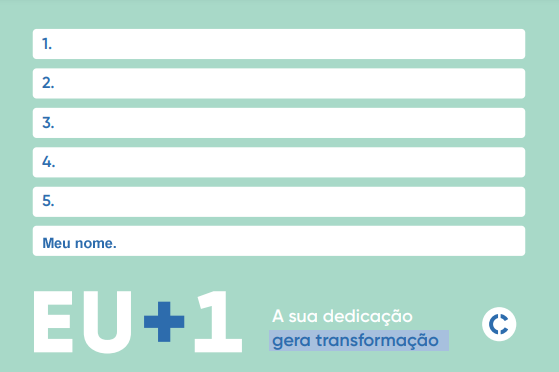 1.
2.
3.
4.
5.
Meu nome.
EU+1
A sua dedicação
gera transformação